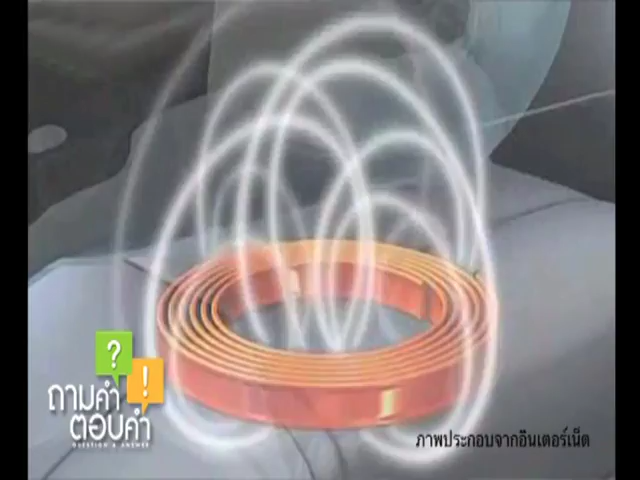 ?
!
ถามคำ
ตอบคำ
QUESTION & ANSWER
ภาพประกอบจากอินเตอร์เน็ต